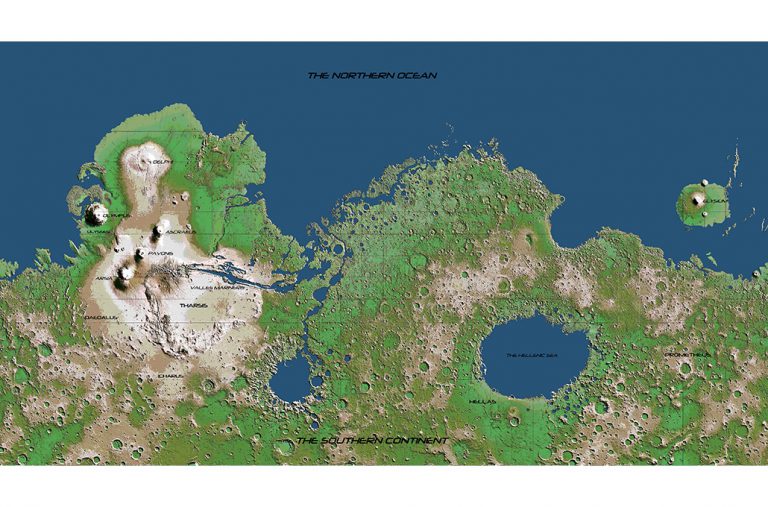 THE NORTHERN OCEAN
DELPHI
OLYMPUS
ELYSIUM
ULYSSES
ASCRAEUS
PAVONIS
ARSIA
VALLES MARINERIS
THARSIS
DAEDALUS
THE HELLENIC SEA
PROMETHEUS
ICHARUS
HELLAS
THE SOUTHERN CONTINENT